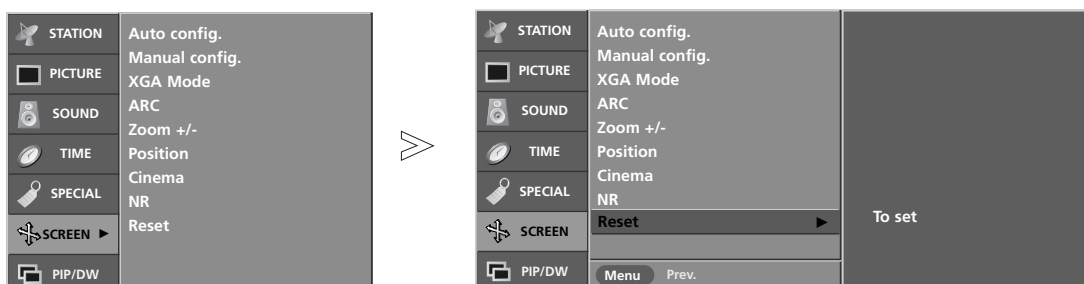 STATION
PICTURE
SOUND
TIME
SPECIAL
SCREEN ►
PIP/DW
Auto config.
Manual config.
XGA Mode
ARC
Zoom +/-
Position
Cinema
NR
Reset
STATION
PICTURE
SOUND
TIME
SPECIAL
SCREEN
PIP/DW
Auto config.
Manual config.
XGA Mode
ARC
Zoom +/-
Position
Cinema
NR
Reset ►
Menu Prev.
To set